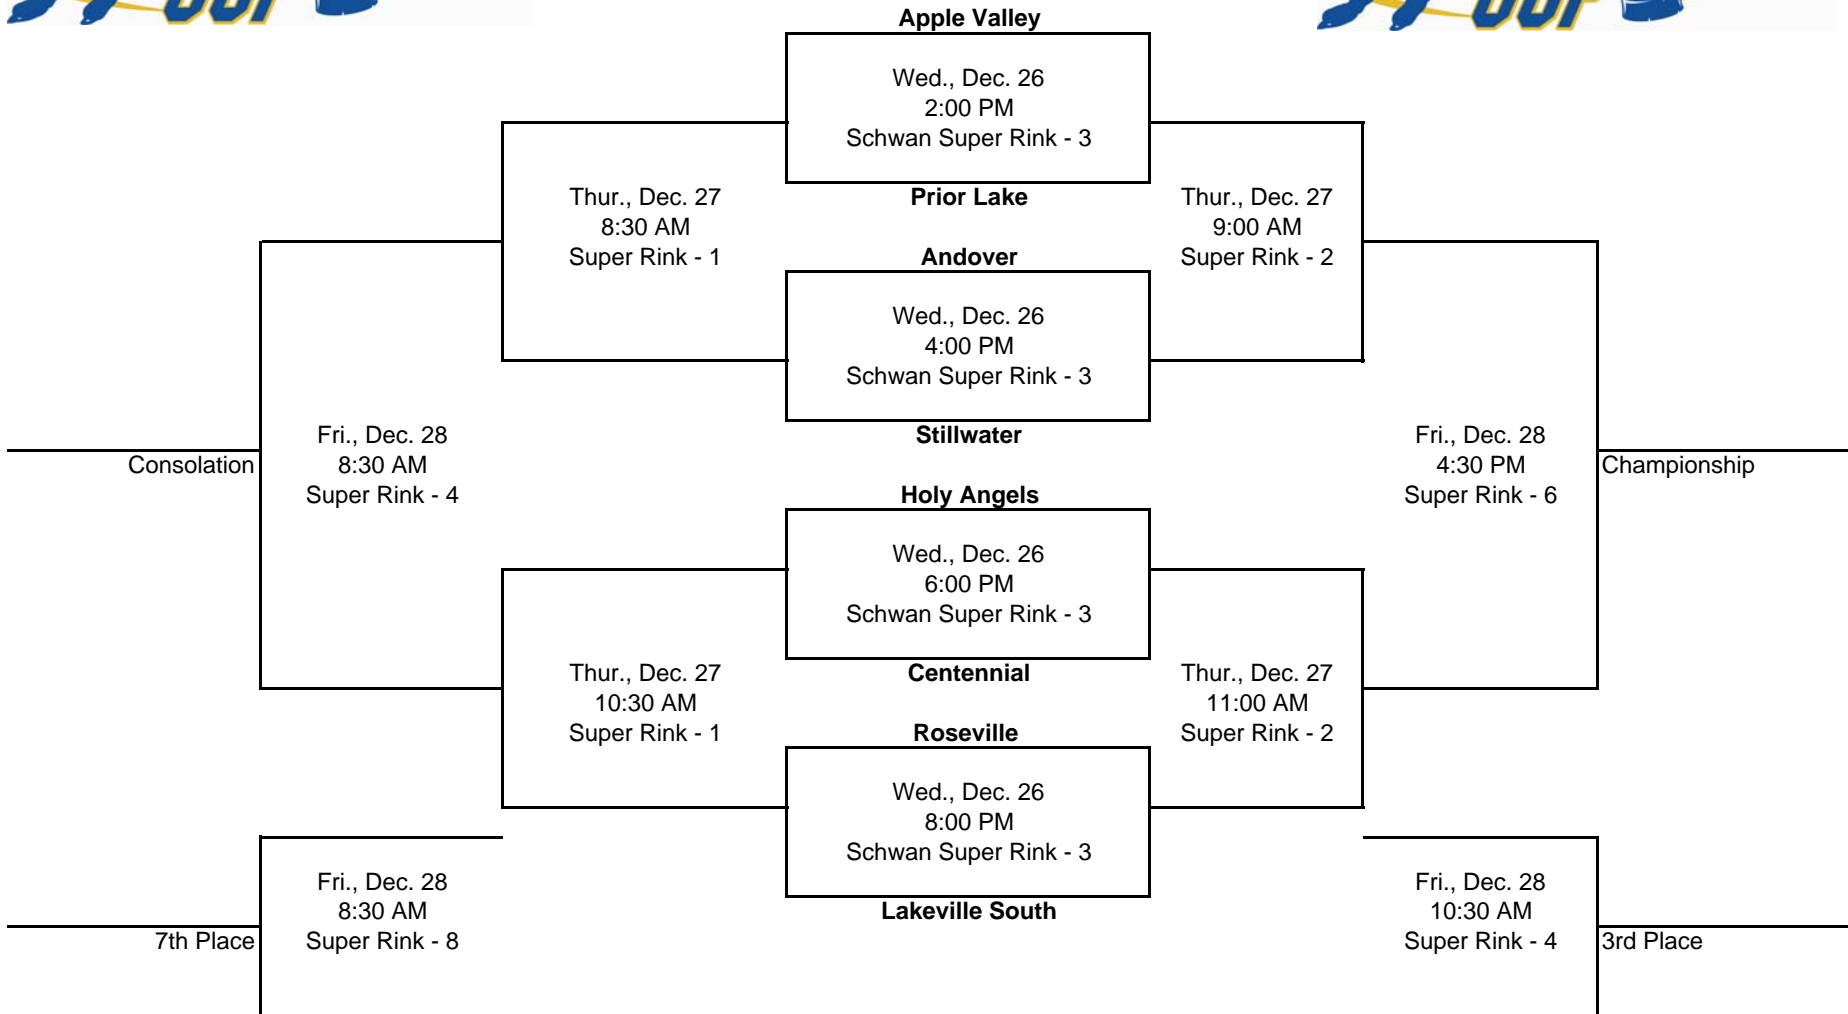 Apple Valley
Wed., Dec. 26
2:00 PM
Schwan Super Rink - 3
Prior Lake
Thur., Dec. 27
8:30 AM
Super Rink - 1
Thur., Dec. 27
9:00 AM
Super Rink - 2
Andover
Wed., Dec. 26
4:00 PM
Schwan Super Rink - 3
Stillwater
Fri., Dec. 28
8:30 AM
Super Rink - 4
Consolation
Fri., Dec. 28
4:30 PM
Super Rink - 6
Championship
Holy Angels
Wed., Dec. 26
6:00 PM
Schwan Super Rink - 3
Centennial
Thur., Dec. 27
10:30 AM
Super Rink - 1
Thur., Dec. 27
11:00 AM
Super Rink - 2
Roseville
Wed., Dec. 26
8:00 PM
Schwan Super Rink - 3
Lakeville South
Fri., Dec. 28
8:30 AM
Super Rink - 8
7th Place
Fri., Dec. 28
10:30 AM
Super Rink - 4
3rd Place